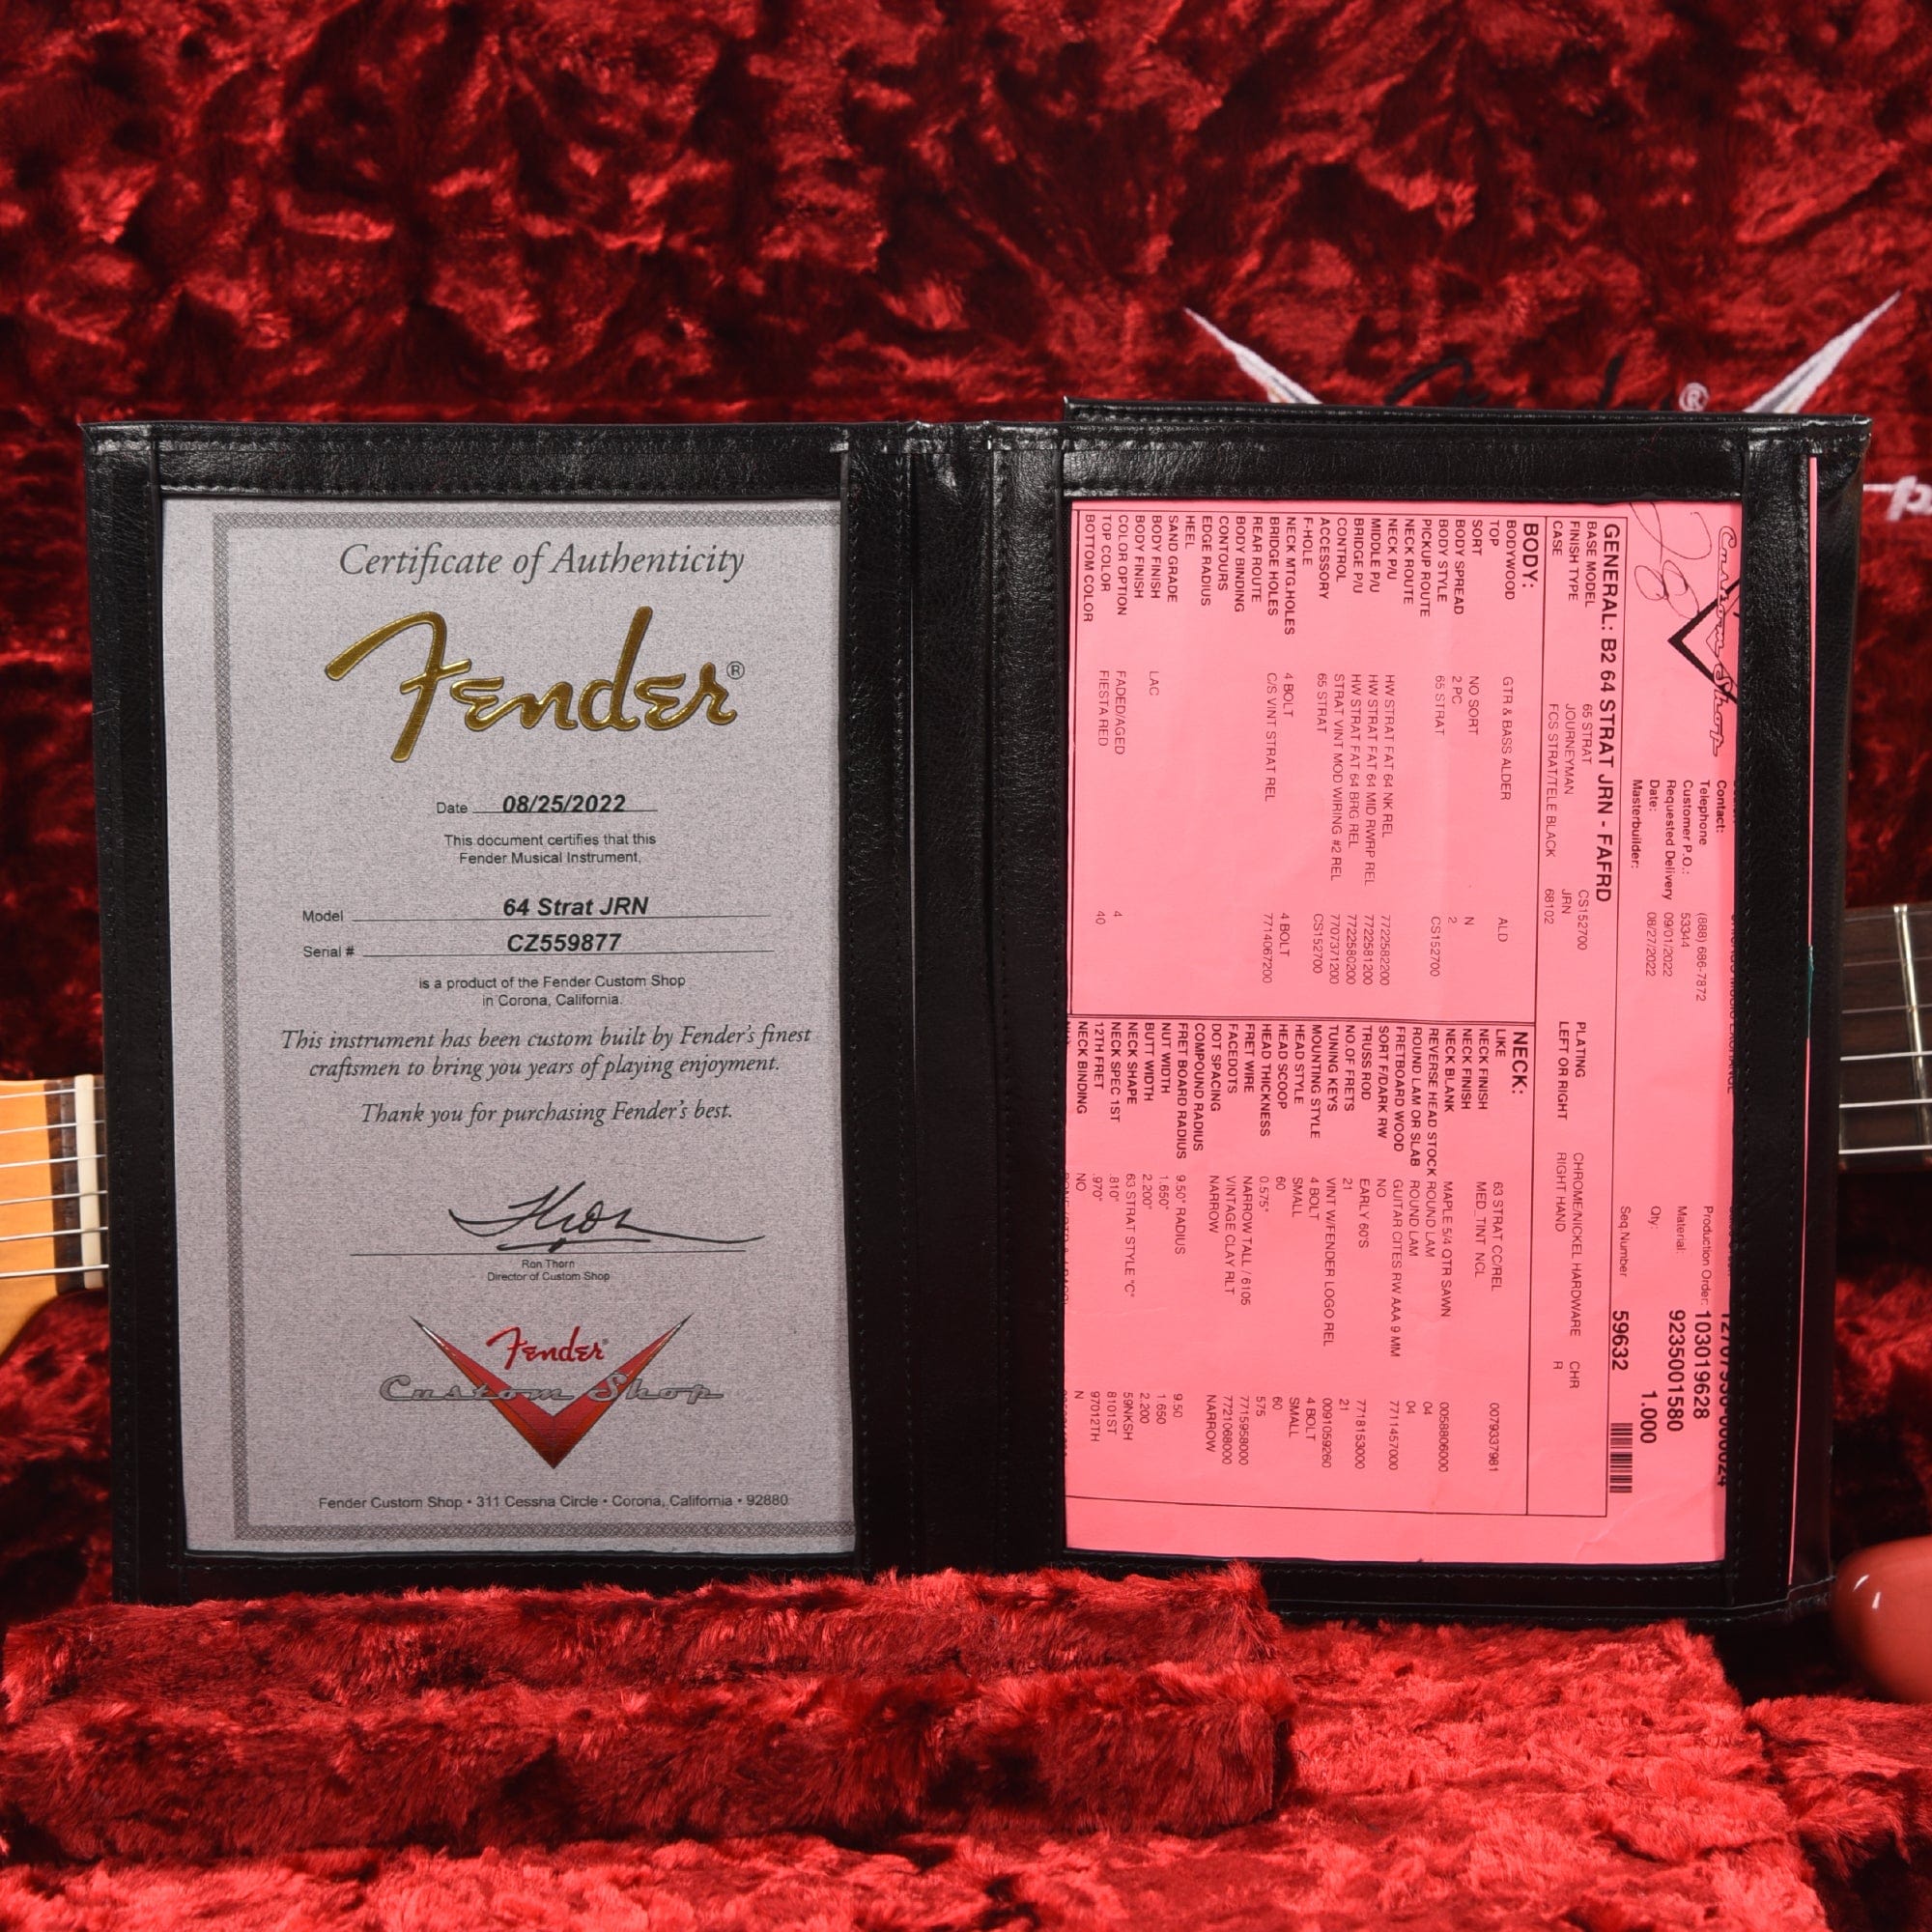 Certificate of Authenticity
Fender®
Date 08/25/2022
This document certifies that this
Fender Musical Instrument,
Model 64 Strat JRN
Serial # CZ559877
is a product of the Fender Custom Shop
in Corona, California.
This instrument has been custom built by Fender's finest
craftsmen to bring you years of playing enjoyment.
Thank you for purchasing Fender's best.
Ron Thorn
Director of Custom Shop
Fender®
Custom Shop
Fender Custom Shop • 311 Cessna Circle • Corona, California • 92880
®
Custom Shop
Contact:
Telephone (888) 686-7872
Production Order: 103019628
Customer P.O.: 53344
Material: 9235001580
Requested Delivery 09/01/2022
Qty: 1.000
Date: 08/27/2022
Masterbuilder:
Seq.Number 59632
GENERAL: B2 64 STRAT JRN - FAFRD
BASE MODEL 65 STRAT CS152700 PLATING CHROME/NICKEL HARDWARE CHR
FINISH TYPE JOURNEYMAN JRN LEFT OR RIGHT RIGHT HAND R
CASE FCS STRAT/TELE BLACK 68102
BODY:
BODYWOOD GTR & BASS ALDER ALD
TOP
SORT NO SORT N
BODY SPREAD 2 PC 2
BODY STYLE 65 STRAT CS152700
PICKUP ROUTE
NECK ROUTE
NECK P/U HW STRAT FAT 64 NK REL 7722582200
MIDDLE P/U HW STRAT FAT 64 MID RWRP REL 7722581200
BRIDGE P/U HW STRAT FAT 64 BRG REL 7722580200
CONTROL STRAT VINT MOD WIRING #2 REL 7707371200
ACCESSORY 65 STRAT CS152700
F-HOLE
NECK MTG.HOLES 4 BOLT 4 BOLT
BRIDGE HOLES C/S VINT STRAT REL 7714067200
REAR ROUTE
BODY BINDING
CONTOURS
EDGE RADIUS
HEEL
SAND GRADE
BODY FINISH LAC
BODY FINISH
COLOR OPTION FADED/AGED 4
TOP COLOR FIESTA RED 40
BOTTOM COLOR
NECK:
LIKE 63 STRAT CC/REL 0079337981
NECK FINISH MED. TINT NCL
NECK FINISH
NECK BLANK MAPLE 5/4 QTR SAWN 0058806000
REVERSE HEAD STOCK ROUND LAM 04
ROUND LAM OR SLAB ROUND LAM 04
FRETBOARD WOOD GUITAR CITES RW AAA 9 MM 7711457000
SORT F/DARK RW NO
TRUSS ROD EARLY 60'S 7718153000
NO.OF FRETS 21 21
TUNING KEYS VINT W/FENDER LOGO REL 0091059260
MOUNTING STYLE 4 BOLT 4 BOLT
HEAD STYLE SMALL SMALL
HEAD SCOOP 60 60
HEAD THICKNESS 0.575" 575
FRET WIRE NARROW TALL / 6105 7715958000
FACEDOTS VINTAGE CLAY RLT 7721068000
DOT SPACING NARROW NARROW
COMPOUND RADIUS
FRET BOARD RADIUS 9.50" RADIUS 9.50
NUT WIDTH 1.650" 1.650
BUTT WIDTH 2.200" 2.200
NECK SHAPE 63 STRAT STYLE "C" 59NKSH
NECK SPEC 1ST .810" 8101ST
12TH FRET .970" 97012TH
NECK BINDING NO N